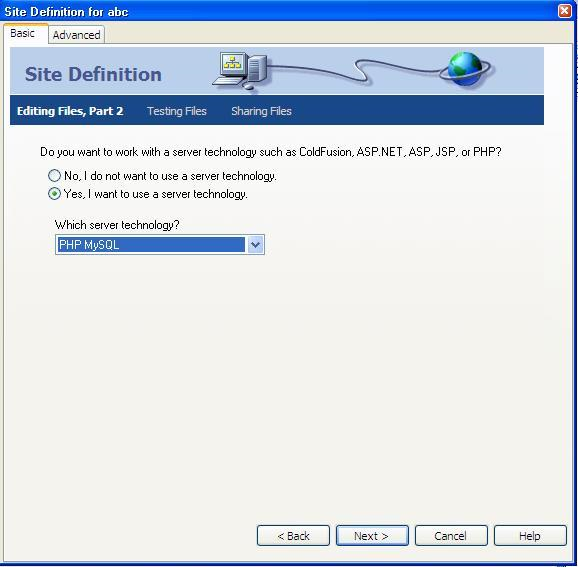 Site Definition for abc
Basic
Advanced
Site Definition
Editing Files, Part 2 Testing Files Sharing Files
Do you want to work with a server technology such as ColdFusion, ASP.NET, ASP, JSP, or PHP?
No, I do not want to use a server technology.
Yes, I want to use a server technology.
Which server technology?
PHP MySQL
< Back Next > Cancel Help